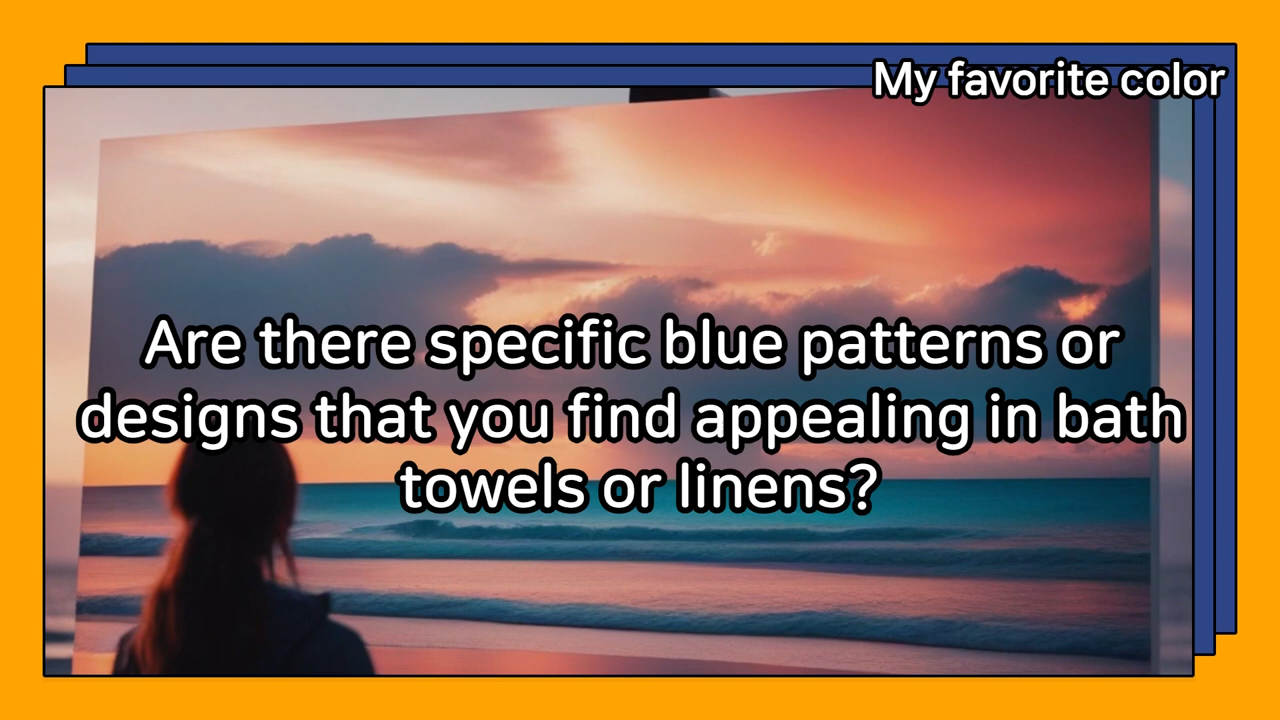 My favorite color
Are there specific blue patterns or
designs that you find appealing in bath
towels or linens?